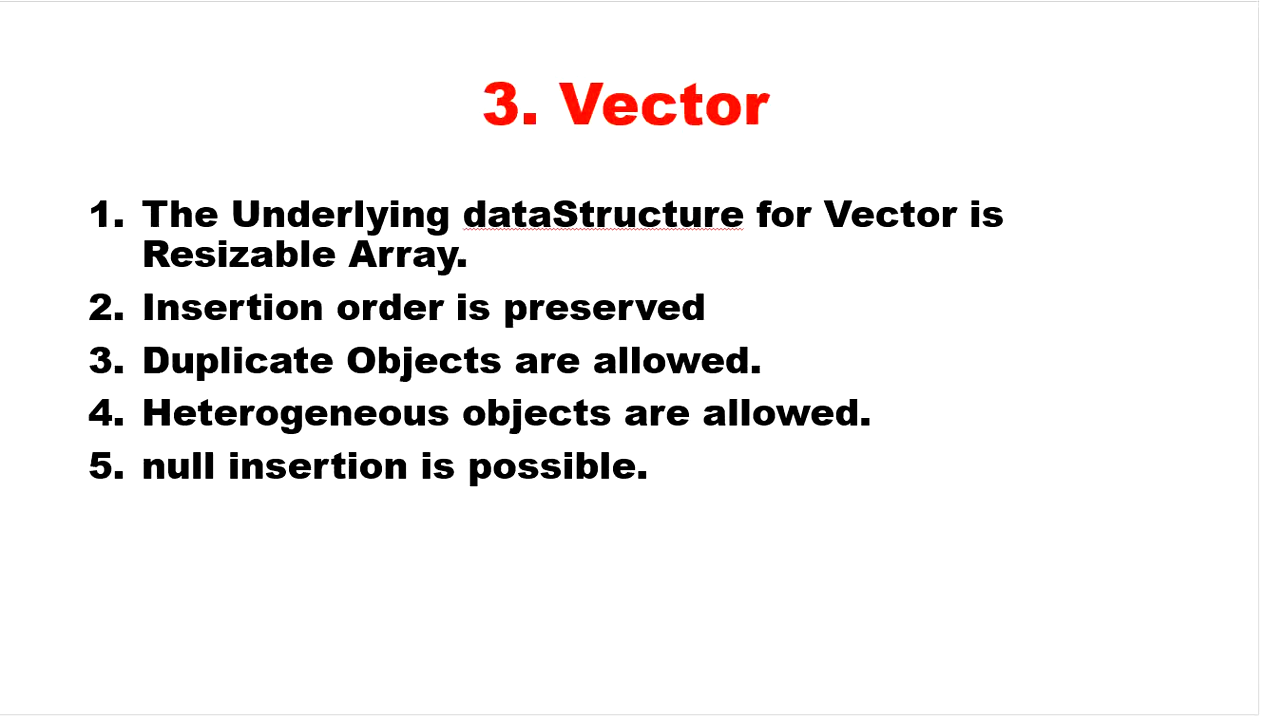 3. Vector
1. The Underlying dataStructure for Vector is
Resizable Array.
2. Insertion order is preserved
3. Duplicate Objects are allowed.
4. Heterogeneous objects are allowed.
5. null insertion is possible.